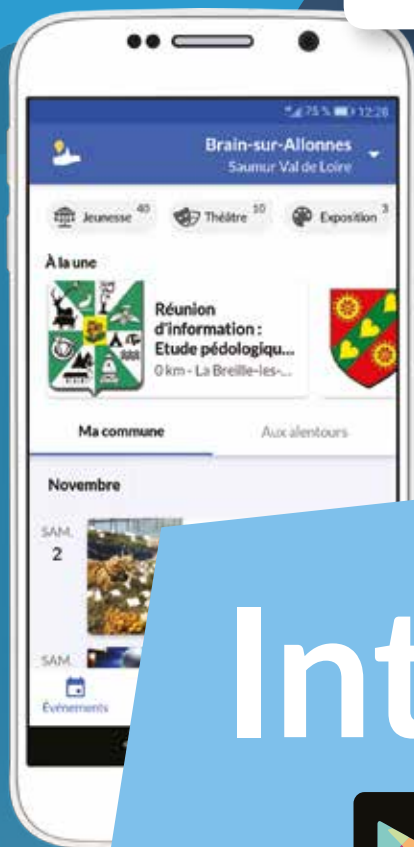 75 % 12:28
Brain-sur-Allonnes
Saumur Val de Loire
Jeunesse 40 Théâtre 10 Exposition 3
À la une
Réunion
d'information :
Etude pédologiqu...
0 km - La Breille-les-...
Ma commune Aux alentours
Novembre
SAM.
2
SAM.
Événements
Int